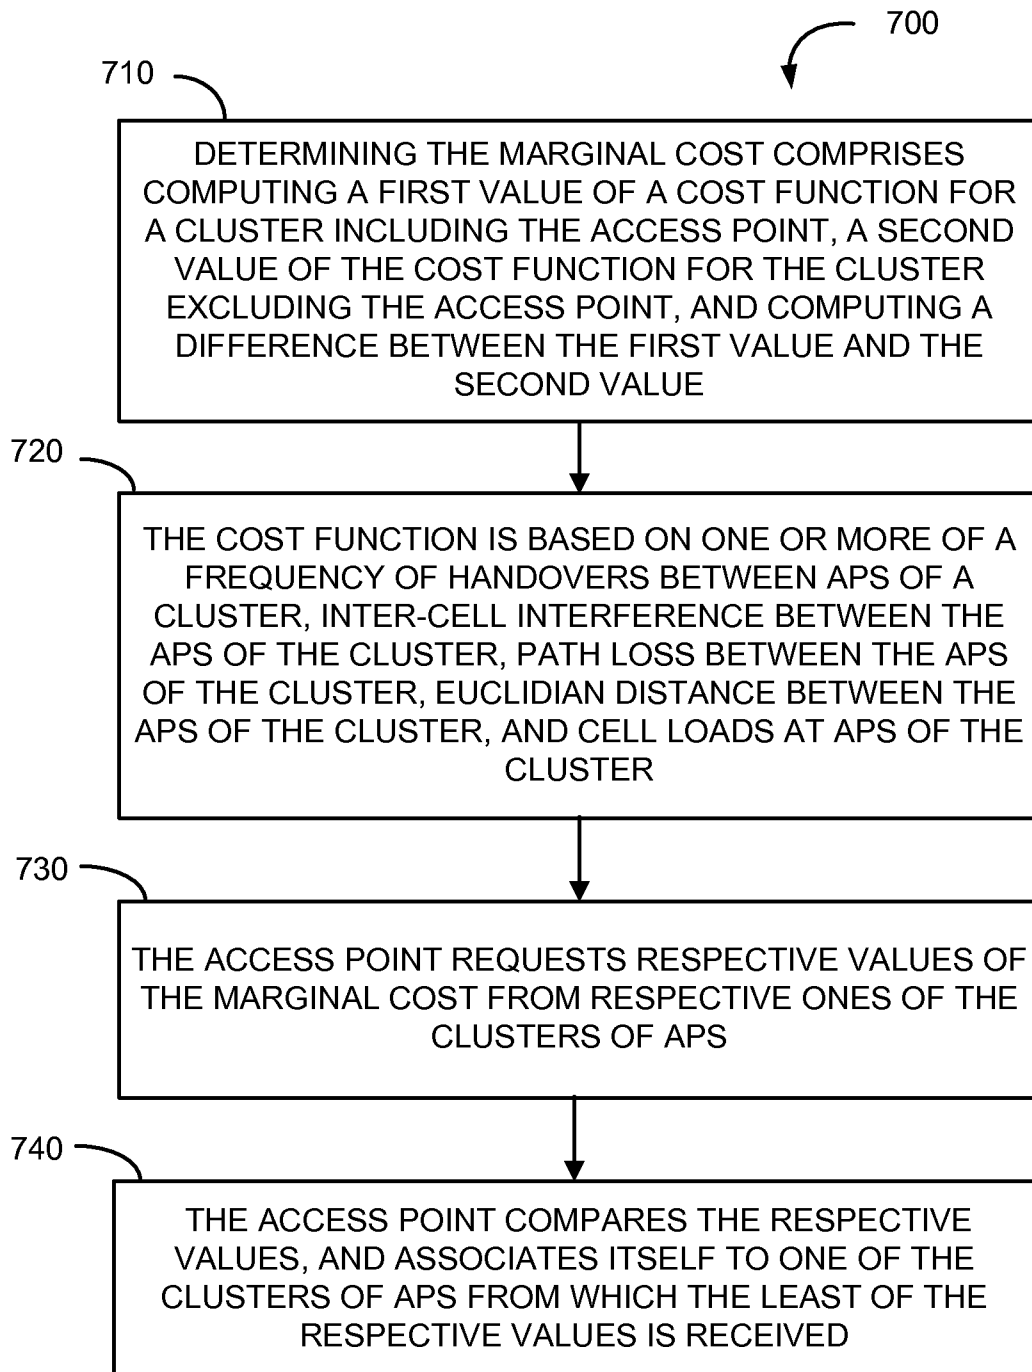 700
710
DETERMINING THE MARGINAL COST COMPRISES
COMPUTING A FIRST VALUE OF A COST FUNCTION FOR
A CLUSTER INCLUDING THE ACCESS POINT, A SECOND
VALUE OF THE COST FUNCTION FOR THE CLUSTER
EXCLUDING THE ACCESS POINT, AND COMPUTING A
DIFFERENCE BETWEEN THE FIRST VALUE AND THE
SECOND VALUE
720
THE COST FUNCTION IS BASED ON ONE OR MORE OF A
FREQUENCY OF HANDOVERS BETWEEN APS OF A
CLUSTER, INTER-CELL INTERFERENCE BETWEEN THE
APS OF THE CLUSTER, PATH LOSS BETWEEN THE APS
OF THE CLUSTER, EUCLIDIAN DISTANCE BETWEEN THE
APS OF THE CLUSTER, AND CELL LOADS AT APS OF THE
CLUSTER
730
THE ACCESS POINT REQUESTS RESPECTIVE VALUES OF
THE MARGINAL COST FROM RESPECTIVE ONES OF THE
CLUSTERS OF APS
740
THE ACCESS POINT COMPARES THE RESPECTIVE
VALUES, AND ASSOCIATES ITSELF TO ONE OF THE
CLUSTERS OF APS FROM WHICH THE LEAST OF THE
RESPECTIVE VALUES IS RECEIVED